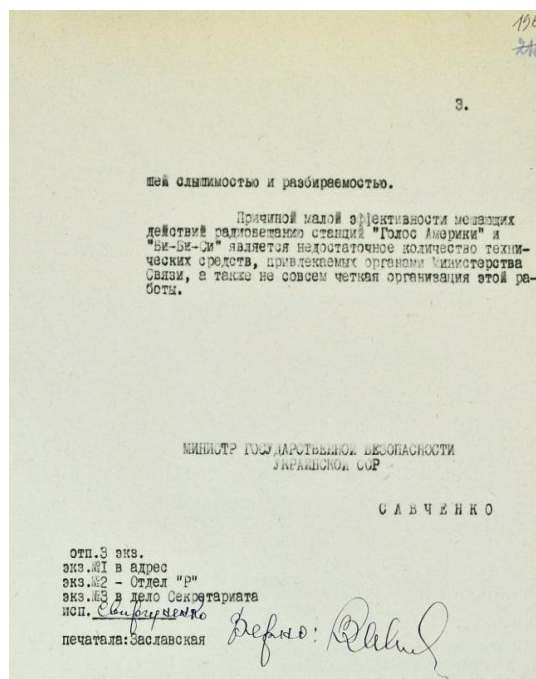 3.
шей слышимостью и разбираемостью.
Причиной малой эффективности мешающих
действий радиовещанию станций "Голос Америки" и
"Би-Би-Си" является недостаточное количество техни-
ческих средств, привлекаемых органами Министерства
Связи, а также не совсем четкая организация этой ра-
боты.
МИНИСТР ГОСУДАРСТВЕННОЙ БЕЗОПАСНОСТИ
УКРАИНСКОЙ ССР
САВЧЕНКО
отп.3 экз.
экз.№1 в адрес
экз.№2 - Отдел "Р"
экз.№3 в дело Секретариата
исп.
печатала:Заславская
Верно: